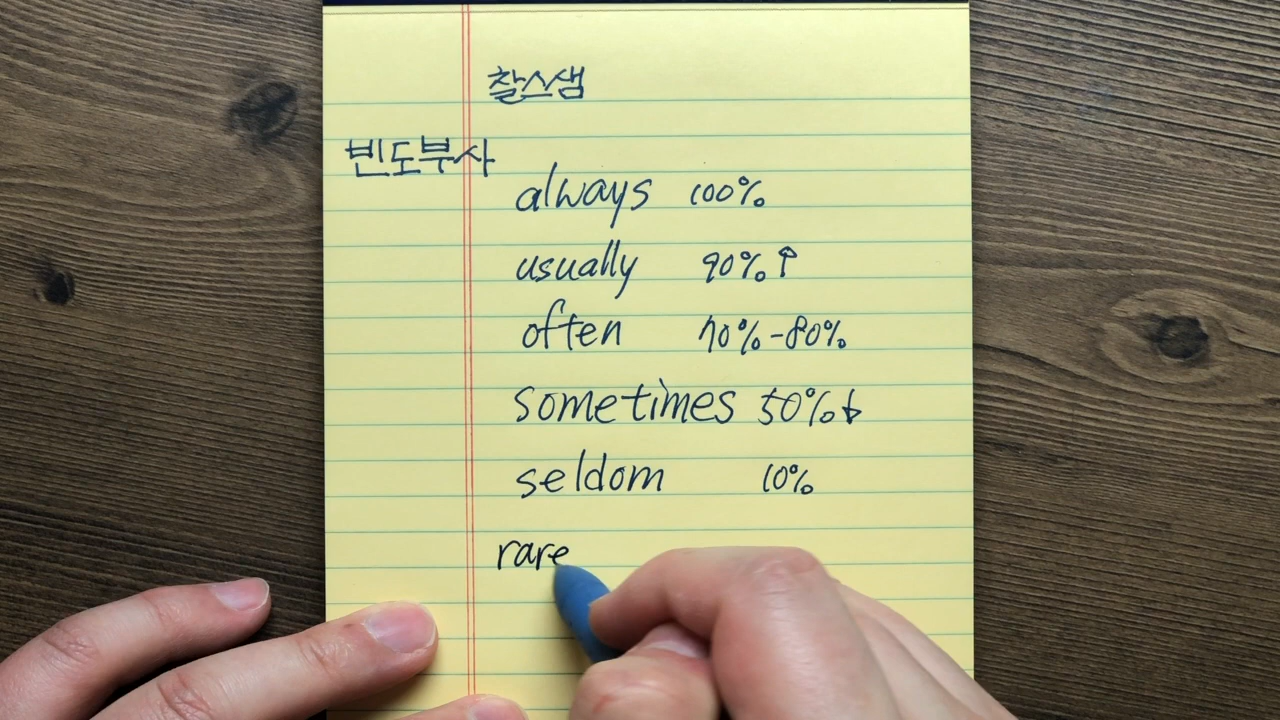 찰스샘
빈도부사
always 100%
usually 90%↑
often 70%-80%
sometimes 50%↓
seldom 10%
rare